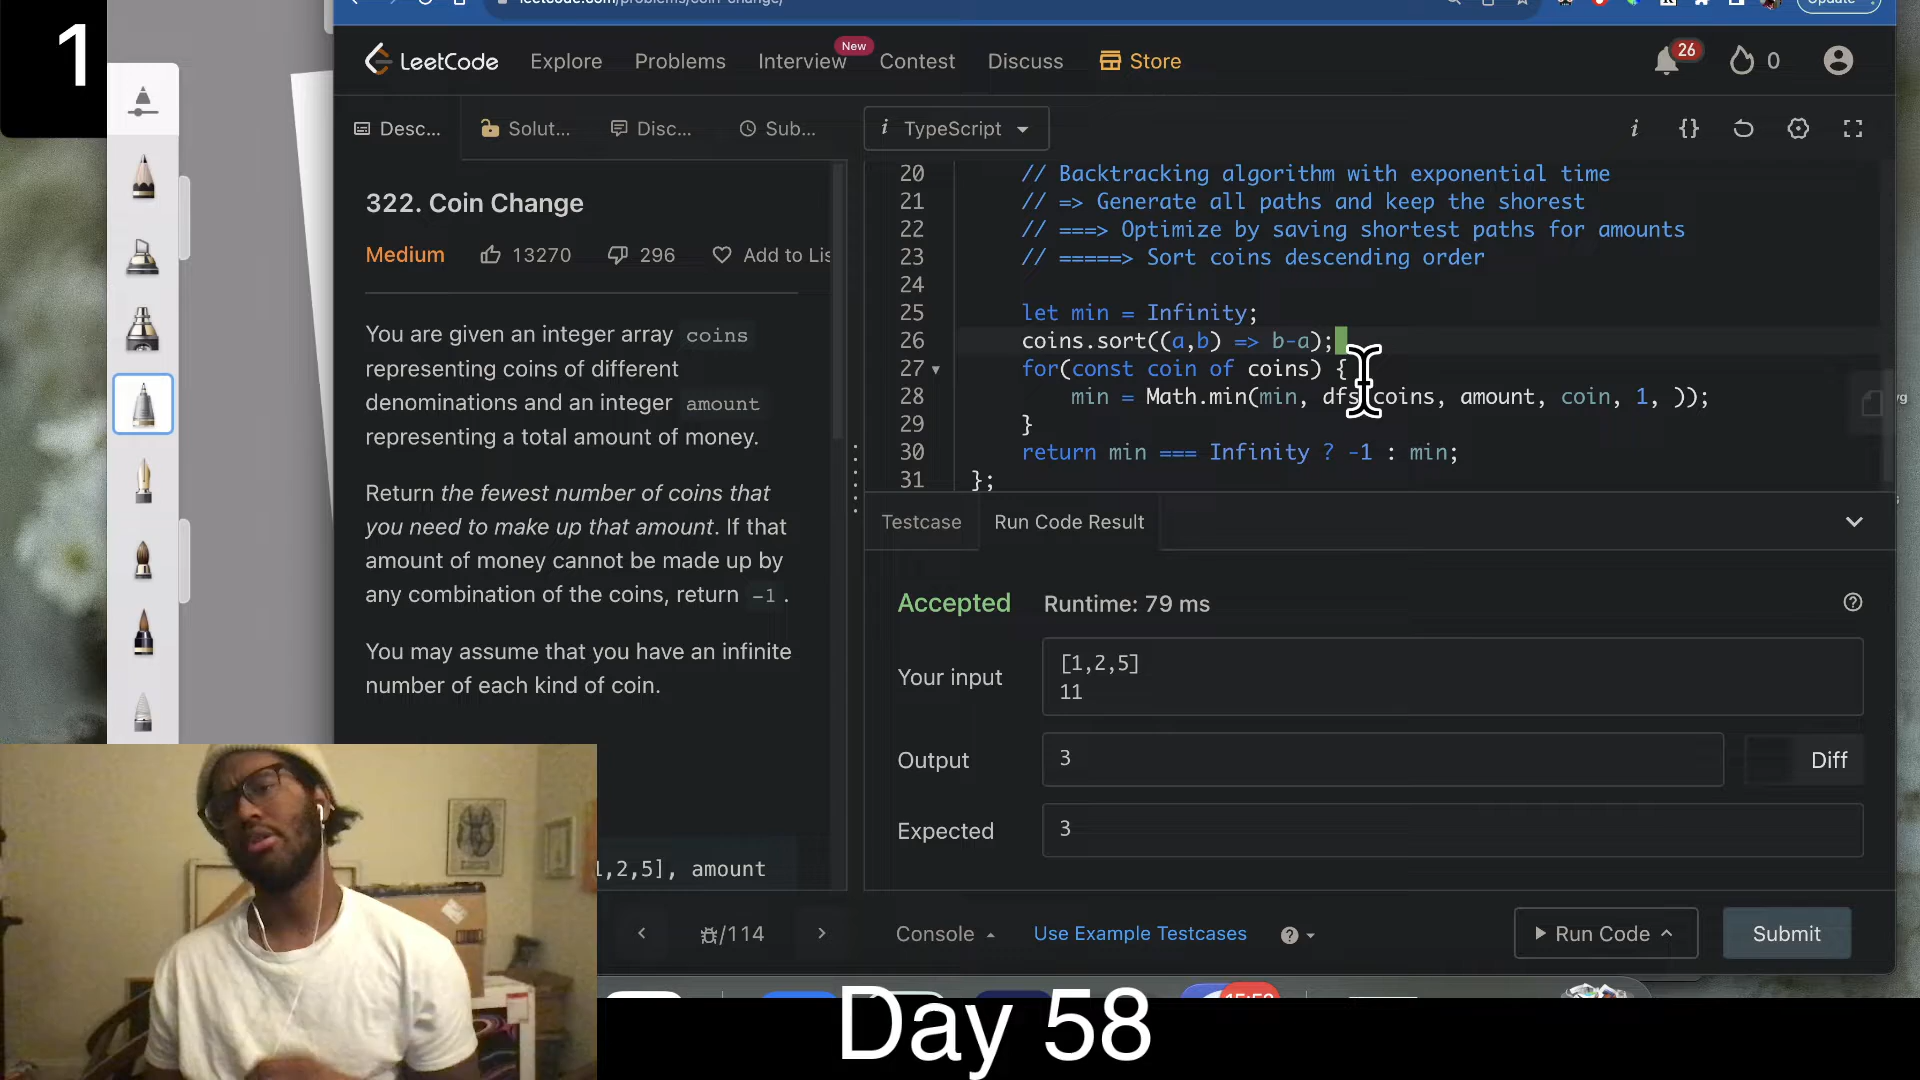 1
leetcode.com/problems/coin-change/
Update
LeetCode
Explore
Problems
Interview
New
Contest
Discuss
Store
26
0
Desc...
Solut...
Disc...
Sub...
i TypeScript
i {}
322. Coin Change
Medium 13270 296 Add to Lis
You are given an integer array coins
representing coins of different
denominations and an integer amount
representing a total amount of money.
Return the fewest number of coins that
you need to make up that amount. If that
amount of money cannot be made up by
any combination of the coins, return -1 .
You may assume that you have an infinite
number of each kind of coin.
1,2,5], amount
20 // Backtracking algorithm with exponential time
21 // => Generate all paths and keep the shorest
22 // ===> Optimize by saving shortest paths for amounts
23 // =====> Sort coins descending order
24
25 let min = Infinity;
26 coins.sort((a,b) => b-a);
27 for(const coin of coins) {
28 min = Math.min(min, dfs(coins, amount, coin, 1, ));
29 }
30 return min === Infinity ? -1 : min;
31 };
Testcase
Run Code Result
Accepted Runtime: 79 ms
Your input
[1,2,5]
11
Output
3
Diff
Expected
3
/114
Console
Use Example Testcases
Run Code
Submit
Day 58